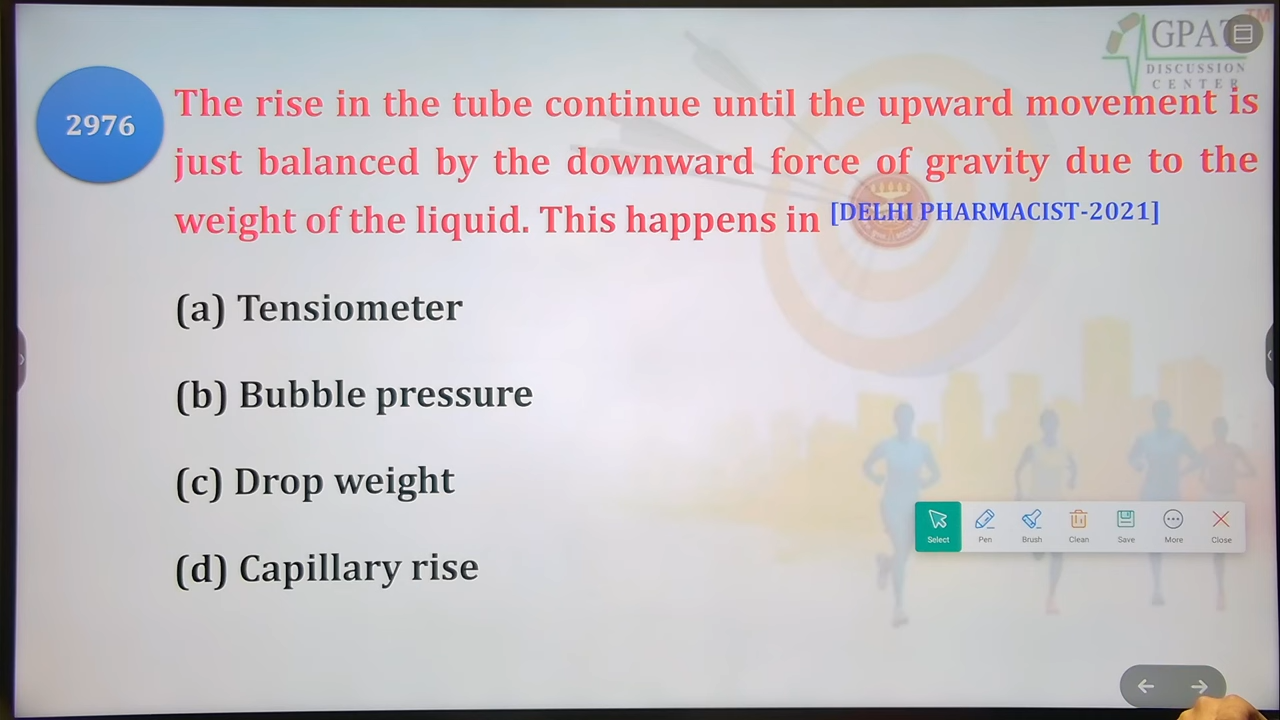 GPAT
TM
DISCUSSION
CENTER
2976
The rise in the tube continue until the upward movement is
just balanced by the downward force of gravity due to the
weight of the liquid. This happens in [DELHI PHARMACIST-2021]
(a) Tensiometer
(b) Bubble pressure
(c) Drop weight
(d) Capillary rise
Select Pen Brush Clean Save More Close